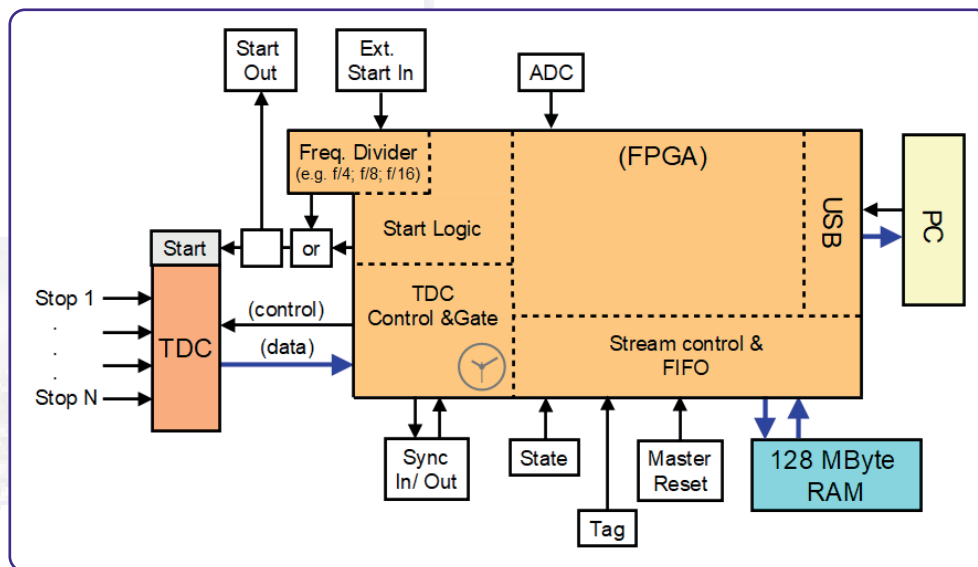 Start
Out
Ext.
Start In
ADC
Freq. Divider
(e.g. f/4; f/8; f/16)
(FPGA)
USB
PC
Start Logic
Start
or
Stop 1
.
.
Stop N
TDC
(control)
(data)
TDC
Control &Gate
Stream control &
FIFO
Sync
In/ Out
State
Tag
Master
Reset
128 MByte
RAM